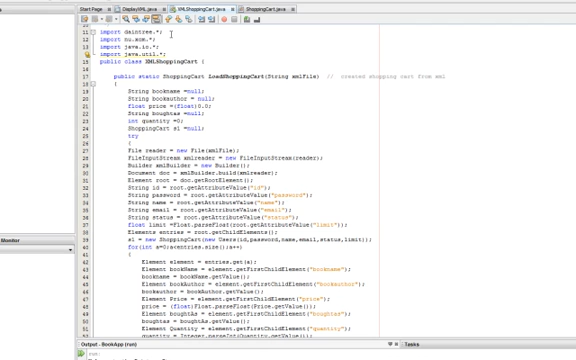 Start Page
DisplayXML.java
XMLShoppingCart.java
ShoppingCart.java
11 import daintree.*;
12 import nu.xom.*;
13 import java.io.*;
14 import java.util.*;
15 public class XMLShoppingCart {
17 public static ShoppingCart LoadShoppingCart(String xmlFile) // created shopping cart from xml
18 {
19 String bookname =null;
20 String bookauthor = null;
21 float price =(float)0.0;
22 String boughtas =null;
23 int quantity =0;
24 ShoppingCart s1 =null;
25 try
26 {
27 File reader = new File(xmlFile);
28 FileInputStream xmlreader = new FileInputStream(reader);
29 Builder xmlBuilder = new Builder();
30 Document doc = xmlBuilder.build(xmlreader);
31 Element root = doc.getRootElement();
32 String id = root.getAttributeValue("id");
33 String password = root.getAttributeValue("password");
34 String name = root.getAttributeValue("name");
35 String email = root.getAttributeValue("email");
36 String status = root.getAttributeValue("status");
37 float limit =Float.parseFloat(root.getAttributeValue("limit"));
38 Elements entries = root.getChildElements();
39 s1 = new ShoppingCart(new Users(id,password,name,email,status,limit));
40 for(int a=0;a<entries.size();a++)
41 {
42 Element element = entries.get(a);
43 Element bookName = element.getFirstChildElement("bookname");
44 bookname = bookName.getValue();
45 Element bookAuthor = element.getFirstChildElement("bookauthor");
46 bookauthor = bookAuthor.getValue();
47 Element Price = element.getFirstChildElement("price");
48 price = (float)Float.parseFloat(Price.getValue());
49 Element boughtAs = element.getFirstChildElement("boughtas");
50 boughtas = boughtAs.getValue();
51 Element Quantity = element.getFirstChildElement("quantity");
quantity = Integer.parseInt(Quantity.getValue());
Monitor
Output - BookApp (run)
Tasks
run: